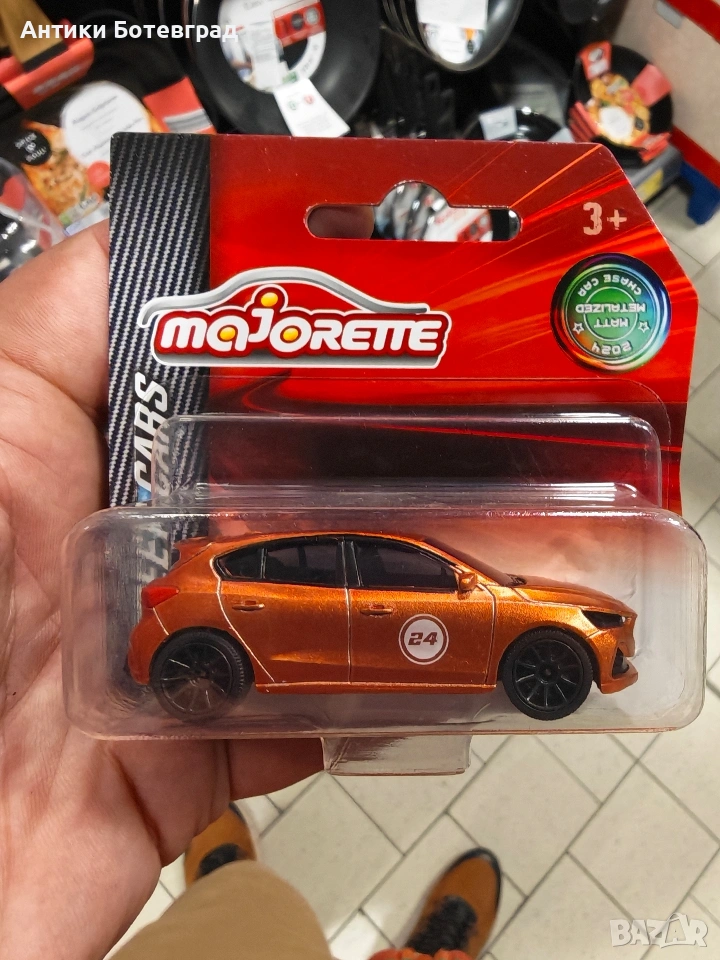 Антики Ботевград
3+
MATT
METALIZED
CHASE CAR
2024
majorette
CARS
24
BAZAR